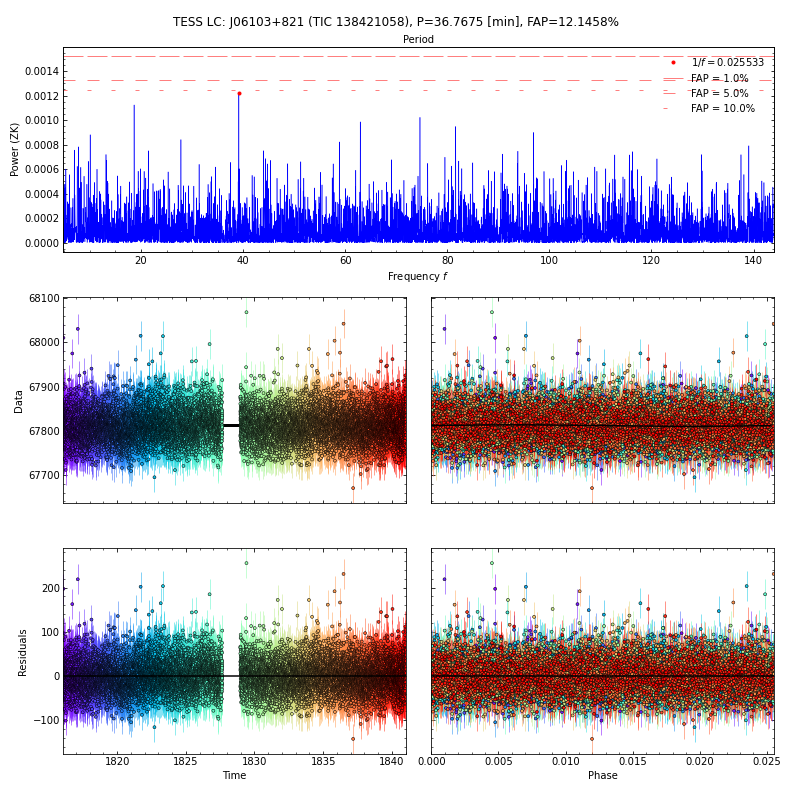 TESS LC: J06103+821 (TIC 138421058), P=36.7675 [min], FAP=12.1458%
Period
Power (ZK)
0.0014
0.0012
0.0010
0.0008
0.0006
0.0004
0.0002
0.0000
1/f = 0.025533
FAP = 1.0%
FAP = 5.0%
FAP = 10.0%
20 40 60 80 100 120 140
Frequency f
Data
68100
68000
67900
67800
67700
Residuals
200
100
0
−100
1820 1825 1830 1835 1840
Time
0.000 0.005 0.010 0.015 0.020 0.025
Phase